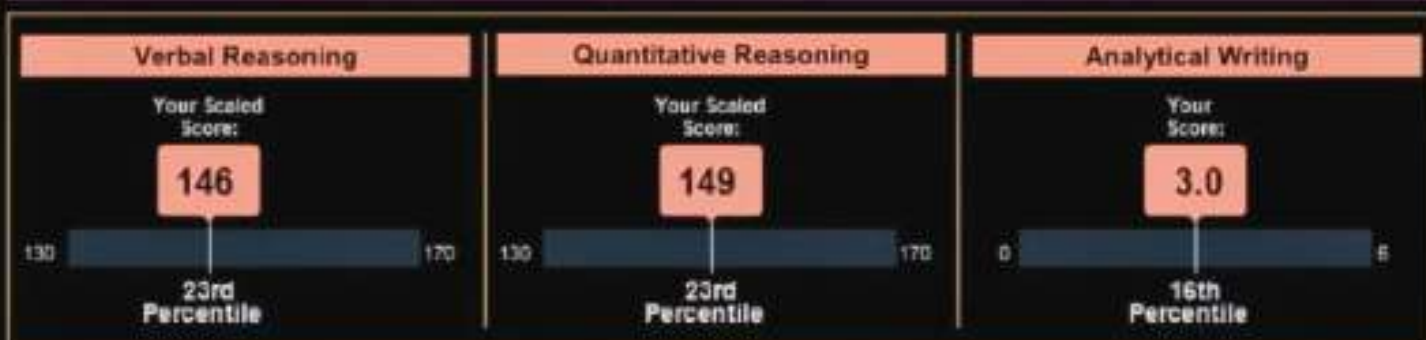 Verbal Reasoning
Your Scaled
Score:
146
130
170
23rd
Percentile
Quantitative Reasoning
Your Scaled
Score:
149
130
170
23rd
Percentile
Analytical Writing
Your
Score:
3.0
0
6
16th
Percentile